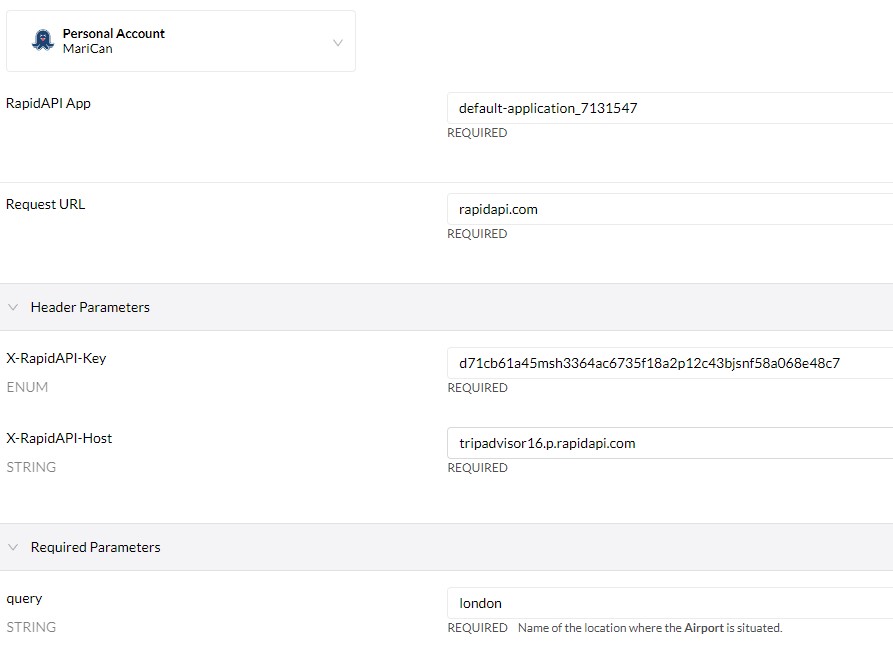 Personal Account
MariCan
RapidAPI App
default-application_7131547
REQUIRED
Request URL
rapidapi.com
REQUIRED
Header Parameters
X-RapidAPI-Key
d71cb61a45msh3364ac6735f18a2p12c43bjsnf58a068e48c7
ENUM
REQUIRED
X-RapidAPI-Host
tripadvisor16.p.rapidapi.com
STRING
REQUIRED
Required Parameters
query
london
STRING
REQUIRED Name of the location where the Airport is situated.